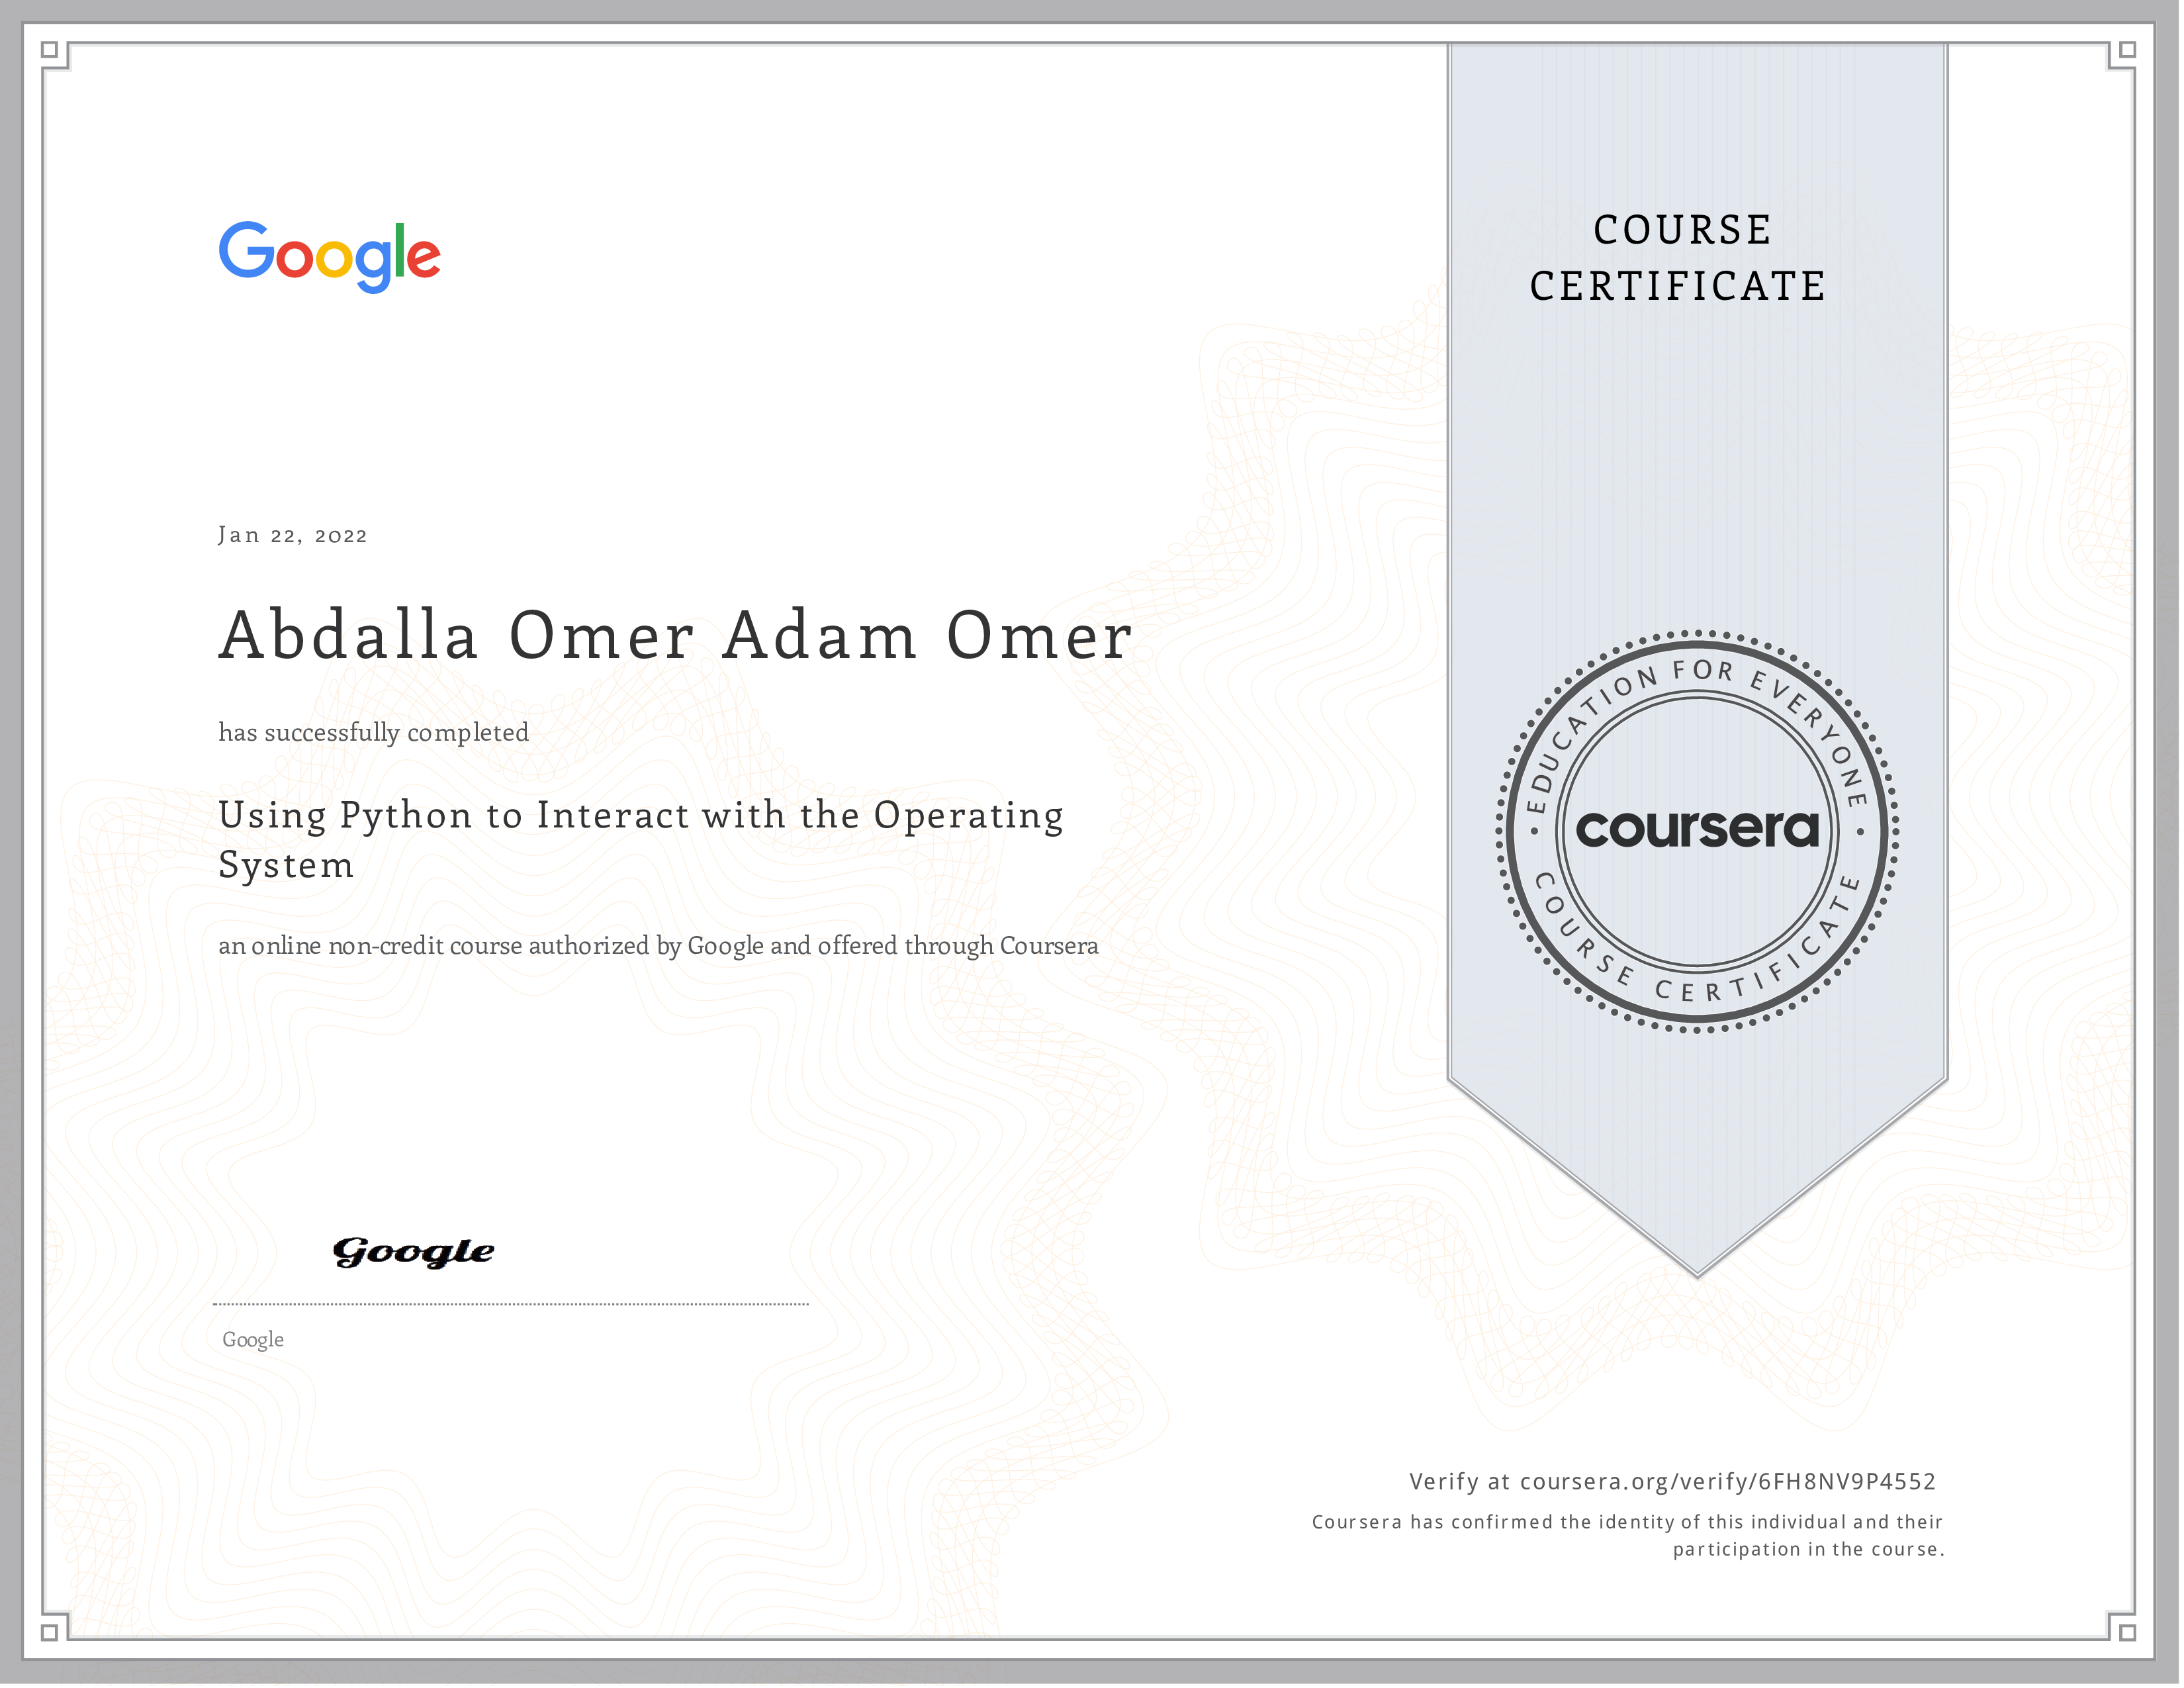 Google
COURSE
CERTIFICATE
Jan 22, 2022
Abdalla Omer Adam Omer
has successfully completed
Using Python to Interact with the Operating
System
an online non-credit course authorized by Google and offered through Coursera
EDUCATION FOR EVERYONE
coursera
COURSE CERTIFICATE
Google
Google
Verify at coursera.org/verify/6FH8NV9P4552
Coursera has confirmed the identity of this individual and their
participation in the course.